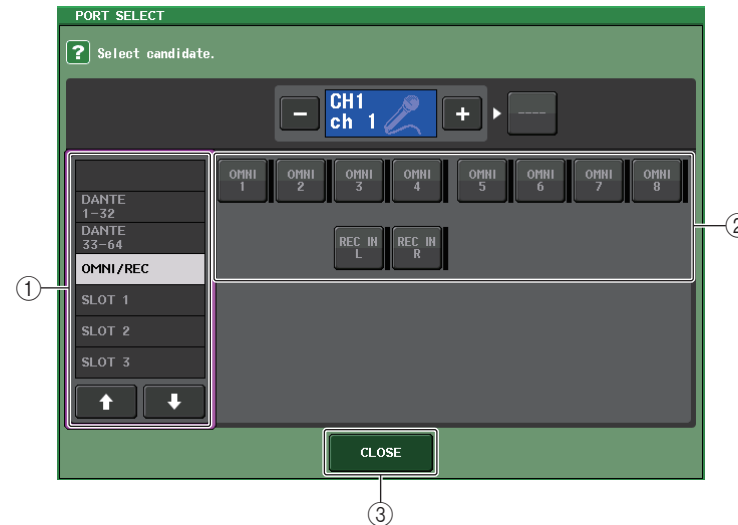 PORT SELECT
? Select candidate.
CH1
ch 1
− + ----
OMNI 1
OMNI 2
OMNI 3
OMNI 4
OMNI 5
OMNI 6
OMNI 7
OMNI 8
DANTE
1-32
DANTE
33-64
OMNI/REC
SLOT 1
SLOT 2
SLOT 3
REC IN L
REC IN R
CLOSE
①
②
③